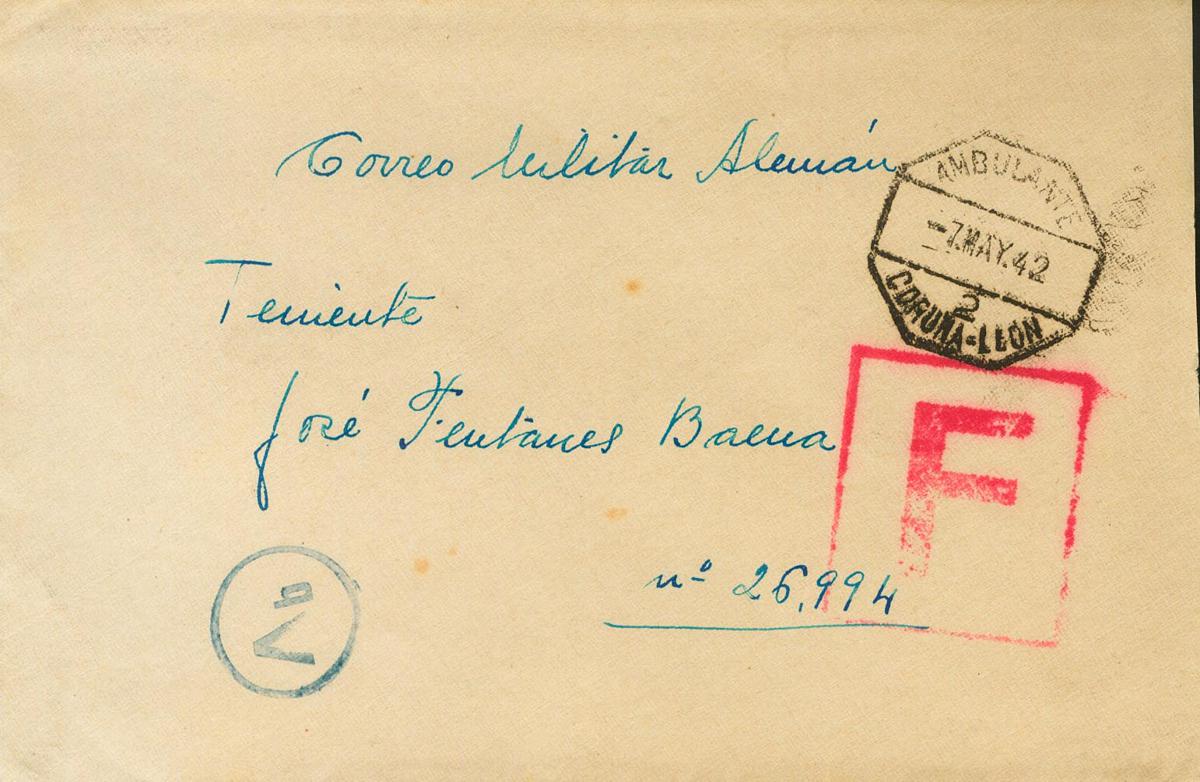 Correo Militar Alemán
AMBULANTE
-7.MAY.42
2
CORUÑA-LEON
Teniente
José Fentanes Baena
F
nº 26.994